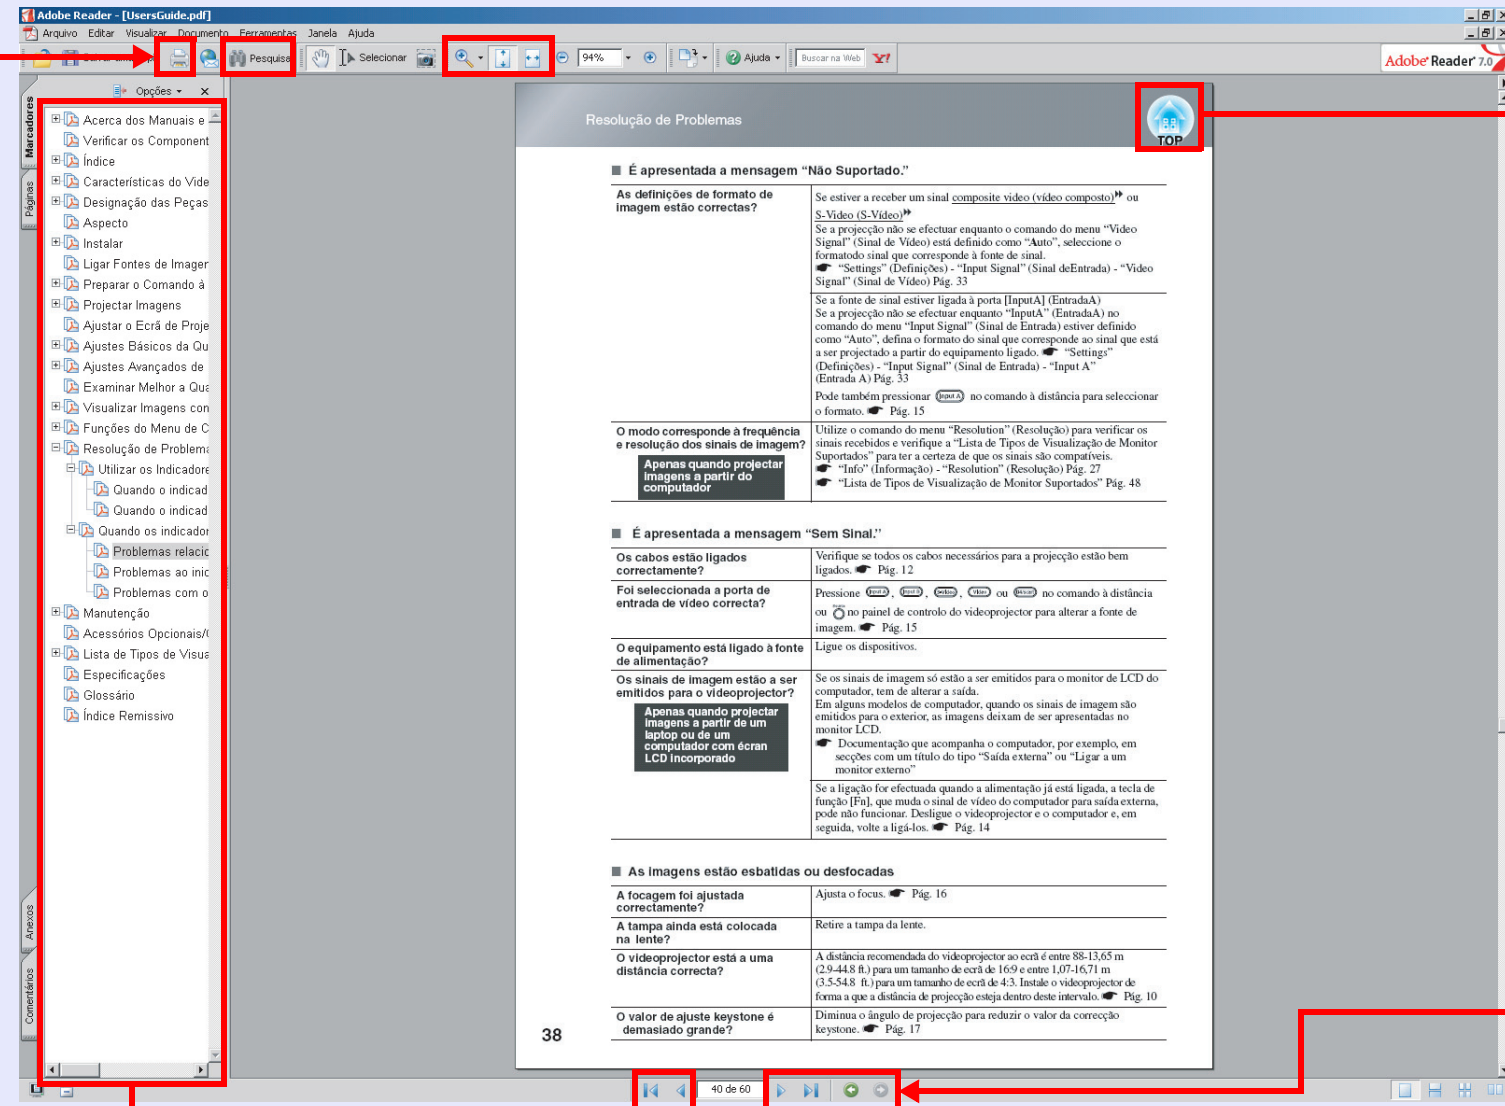 Adobe Reader - [UsersGuide.pdf]
Arquivo Editar Visualizar Documento Ferramentas Janela Ajuda
Pesquisar Selecionar 94% Ajuda Buscar na Web Y!
Adobe Reader 7.0
Marcadores
Páginas
Anexos
Comentários
Opções
Acerca dos Manuais e
Verificar os Component
Índice
Características do Vide
Designação das Peças
Aspecto
Instalar
Ligar Fontes de Imager
Preparar o Comando à
Projectar Imagens
Ajustar o Ecrã de Proje
Ajustes Básicos da Qu
Ajustes Avançados de
Examinar Melhor a Qua
Visualizar Imagens con
Funções do Menu de C
Resolução de Problema
Utilizar os Indicadore
Quando o indicad
Quando o indicad
Quando os indicador
Problemas relacio
Problemas ao inic
Problemas com o
Manutenção
Acessórios Opcionais/
Lista de Tipos de Visua
Especificações
Glossário
Índice Remissivo
Resolução de Problemas
TOP
É apresentada a mensagem “Não Suportado.”
As definições de formato de
imagem estão correctas?
Se estiver a receber um sinal composite video (vídeo composto) ou
S-Video (S-Vídeo)
Se a projecção não se efectuar enquanto o comando do menu “Video
Signal” (Sinal de Vídeo) está definido como “Auto”, seleccione o
formatodo sinal que corresponde à fonte de sinal.
“Settings” (Definições) - “Input Signal” (Sinal deEntrada) - “Video
Signal” (Sinal de Vídeo) Pág. 33
Se a fonte de sinal estiver ligada à porta [InputA] (EntradaA)
Se a projecção não se efectuar enquanto “InputA” (EntradaA) no
comando do menu “Input Signal” (Sinal de Entrada) estiver definido
como “Auto”, defina o formato do sinal que corresponde ao sinal que está
a ser projectado a partir do equipamento ligado. “Settings”
(Definições) - “Input Signal” (Sinal de Entrada) - “Input A”
(Entrada A) Pág. 33
Pode também pressionar Input A no comando à distância para seleccionar
o formato. Pág. 15
O modo corresponde à frequência
e resolução dos sinais de imagem?
Apenas quando projectar
imagens a partir do
computador
Utilize o comando do menu “Resolution” (Resolução) para verificar os
sinais recebidos e verifique a “Lista de Tipos de Visualização de Monitor
Suportados” para ter a certeza de que os sinais são compatíveis.
“Info” (Informação) - “Resolution” (Resolução) Pág. 27
“Lista de Tipos de Visualização de Monitor Suportados” Pág. 48
É apresentada a mensagem “Sem Sinal.”
Os cabos estão ligados
correctamente?
Verifique se todos os cabos necessários para a projecção estão bem
ligados. Pág. 12
Foi seleccionada a porta de
entrada de vídeo correcta?
Pressione Input A, Input B, S-Video, Video ou no comando à distância
ou no painel de controlo do videoprojector para alterar a fonte de
imagem. Pág. 15
O equipamento está ligado à fonte
de alimentação?
Ligue os dispositivos.
Os sinais de imagem estão a ser
emitidos para o videoprojector?
Apenas quando projectar
imagens a partir de um
laptop ou de um
computador com écran
LCD incorporado
Se os sinais de imagem só estão a ser emitidos para o monitor de LCD do
computador, tem de alterar a saída.
Em alguns modelos de computador, quando os sinais de imagem são
emitidos para o exterior, as imagens deixam de ser apresentadas no
monitor LCD.
Documentação que acompanha o computador, por exemplo, em
secções com um título do tipo “Saída externa” ou “Ligar a um
monitor externo”
Se a ligação for efectuada quando a alimentação já está ligada, a tecla de
função [Fn], que muda o sinal de vídeo do computador para saída externa,
pode não funcionar. Desligue o videoprojector e o computador e, em
seguida, volte a ligá-los. Pág. 14
As imagens estão esbatidas ou desfocadas
A focagem foi ajustada
correctamente?
Ajusta o focus. Pág. 16
A tampa ainda está colocada
na lente?
Retire a tampa da lente.
O videoprojector está a uma
distância correcta?
A distância recomendada do videoprojector ao ecrã é entre 88-13,65 m
(2.9-44.8 ft.) para um tamanho de ecrã de 16:9 e entre 1,07-16,71 m
(3.5-54.8 ft.) para um tamanho de ecrã de 4:3. Instale o videoprojector de
forma a que a distância de projecção esteja dentro deste intervalo. Pág. 10
O valor de ajuste keystone é
demasiado grande?
Diminua o ângulo de projecção para reduzir o valor da correcção
keystone. Pág. 17
38
40 de 60